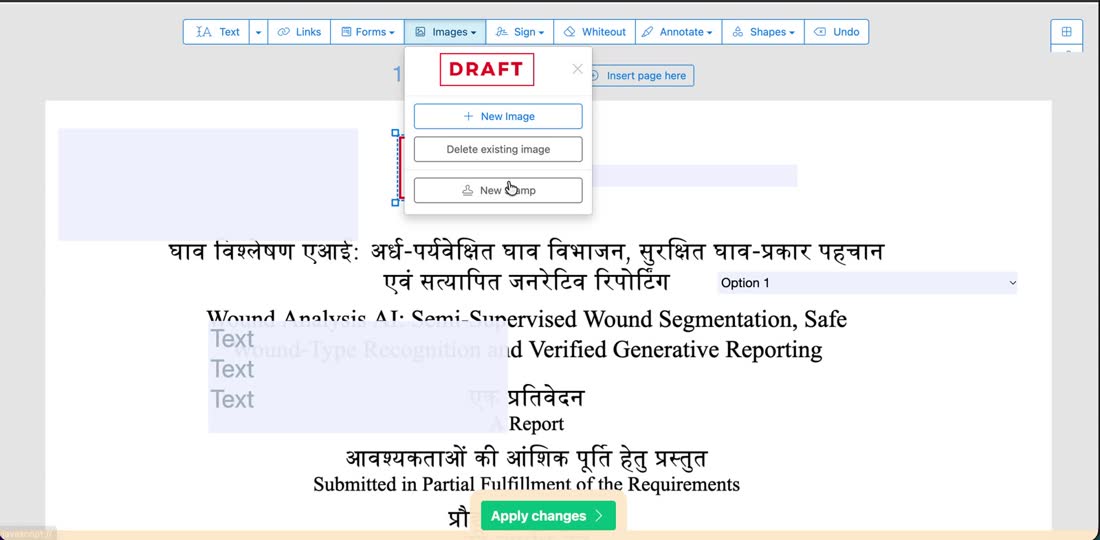 Text
Links
Forms
Images
Sign
Whiteout
Annotate
Shapes
Undo
1
DRAFT
Insert page here
New Image
Delete existing image
New
घाव विश्लेषण एआई: अर्ध-पर्यवेक्षित घाव विभाजन, सुरक्षित घाव-प्रकार पहचान
एवं सत्यापित जनरेटिव रिपोर्टिंग
Option 1
Wound Analysis AI: Semi-Supervised Wound Segmentation, Safe
Text
Wound-Type Recognition and Verified Generative Reporting
Text
Text
एक प्रतिवेदन
A Report
आवश्यकताओं की आंशिक पूर्ति हेतु प्रस्तुत
Submitted in Partial Fulfillment of the Requirements
Apply changes
javascript://